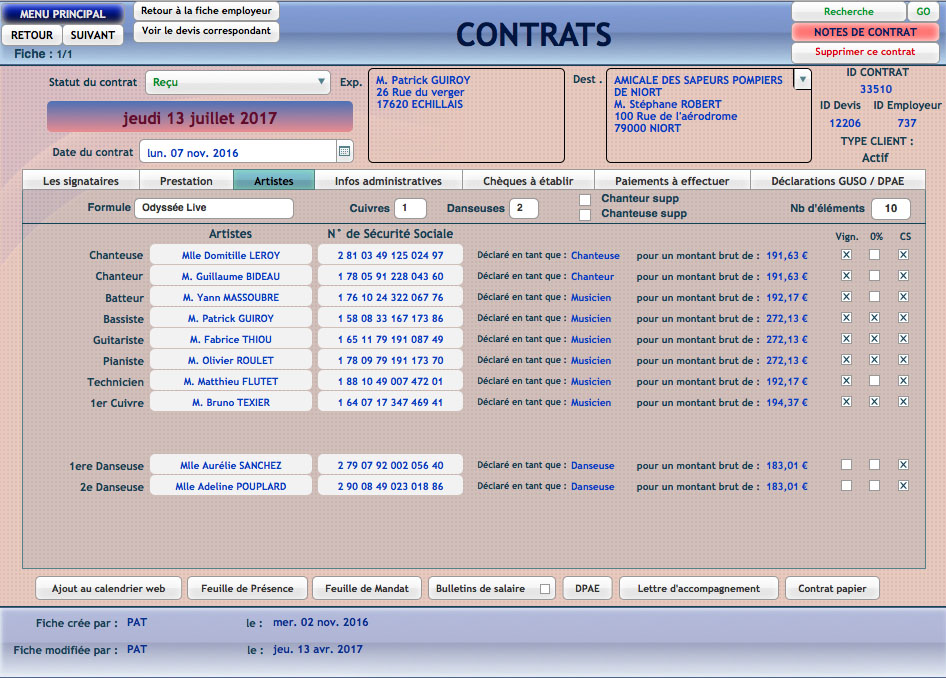 MENU PRINCIPAL
RETOUR SUIVANT
Fiche : 1/1
Retour à la fiche employeur
Voir le devis correspondant
CONTRATS
Recherche GO
NOTES DE CONTRAT
Supprimer ce contrat
Statut du contrat Reçu
jeudi 13 juillet 2017
Date du contrat lun. 07 nov. 2016
Exp. M. Patrick GUIROY
26 Rue du verger
17620 ECHILLAIS
Dest . AMICALE DES SAPEURS POMPIERS
DE NIORT
M. Stéphane ROBERT
100 Rue de l'aérodrome
79000 NIORT
ID CONTRAT
33510
ID Devis ID Employeur
12206 737
TYPE CLIENT :
Actif
Les signataires Prestation Artistes Infos administratives Chèques à établir Paiements à effectuer Déclarations GUSO / DPAE
Formule Odyssée Live Cuivres 1 Danseuses 2 Chanteur supp
Chanteuse supp
Nb d'éléments 10
Artistes N° de Sécurité Sociale Vign. 0% CS
Chanteuse Mlle Domitille LEROY 2 81 03 49 125 024 97 Déclaré en tant que : Chanteuse pour un montant brut de : 191,63 € X X
Chanteur M. Guillaume BIDEAU 1 78 05 91 228 043 60 Déclaré en tant que : Chanteur pour un montant brut de : 191,63 € X X
Batteur M. Yann MASSOUBRE 1 76 10 24 322 067 76 Déclaré en tant que : Musicien pour un montant brut de : 192,17 € X X
Bassiste M. Patrick GUIROY 1 58 08 33 167 173 86 Déclaré en tant que : Musicien pour un montant brut de : 272,13 € X X X
Guitariste M. Fabrice THIOU 1 65 11 79 191 087 49 Déclaré en tant que : Musicien pour un montant brut de : 272,13 € X X X
Pianiste M. Olivier ROULET 1 78 09 79 191 173 70 Déclaré en tant que : Musicien pour un montant brut de : 272,13 € X X X
Technicien M. Matthieu FLUTET 1 88 10 49 007 472 01 Déclaré en tant que : Musicien pour un montant brut de : 192,17 € X X
1er Cuivre M. Bruno TEXIER 1 64 07 17 347 469 41 Déclaré en tant que : Musicien pour un montant brut de : 194,37 € X X X
1ere Danseuse Mlle Aurélie SANCHEZ 2 79 07 92 002 056 40 Déclaré en tant que : Danseuse pour un montant brut de : 183,01 € X
2e Danseuse Mlle Adeline POUPLARD 2 90 08 49 023 018 86 Déclaré en tant que : Danseuse pour un montant brut de : 183,01 € X
Ajout au calendrier web Feuille de Présence Feuille de Mandat Bulletins de salaire DPAE Lettre d'accompagnement Contrat papier
Fiche crée par : PAT le : mer. 02 nov. 2016
Fiche modifiée par : PAT le : jeu. 13 avr. 2017